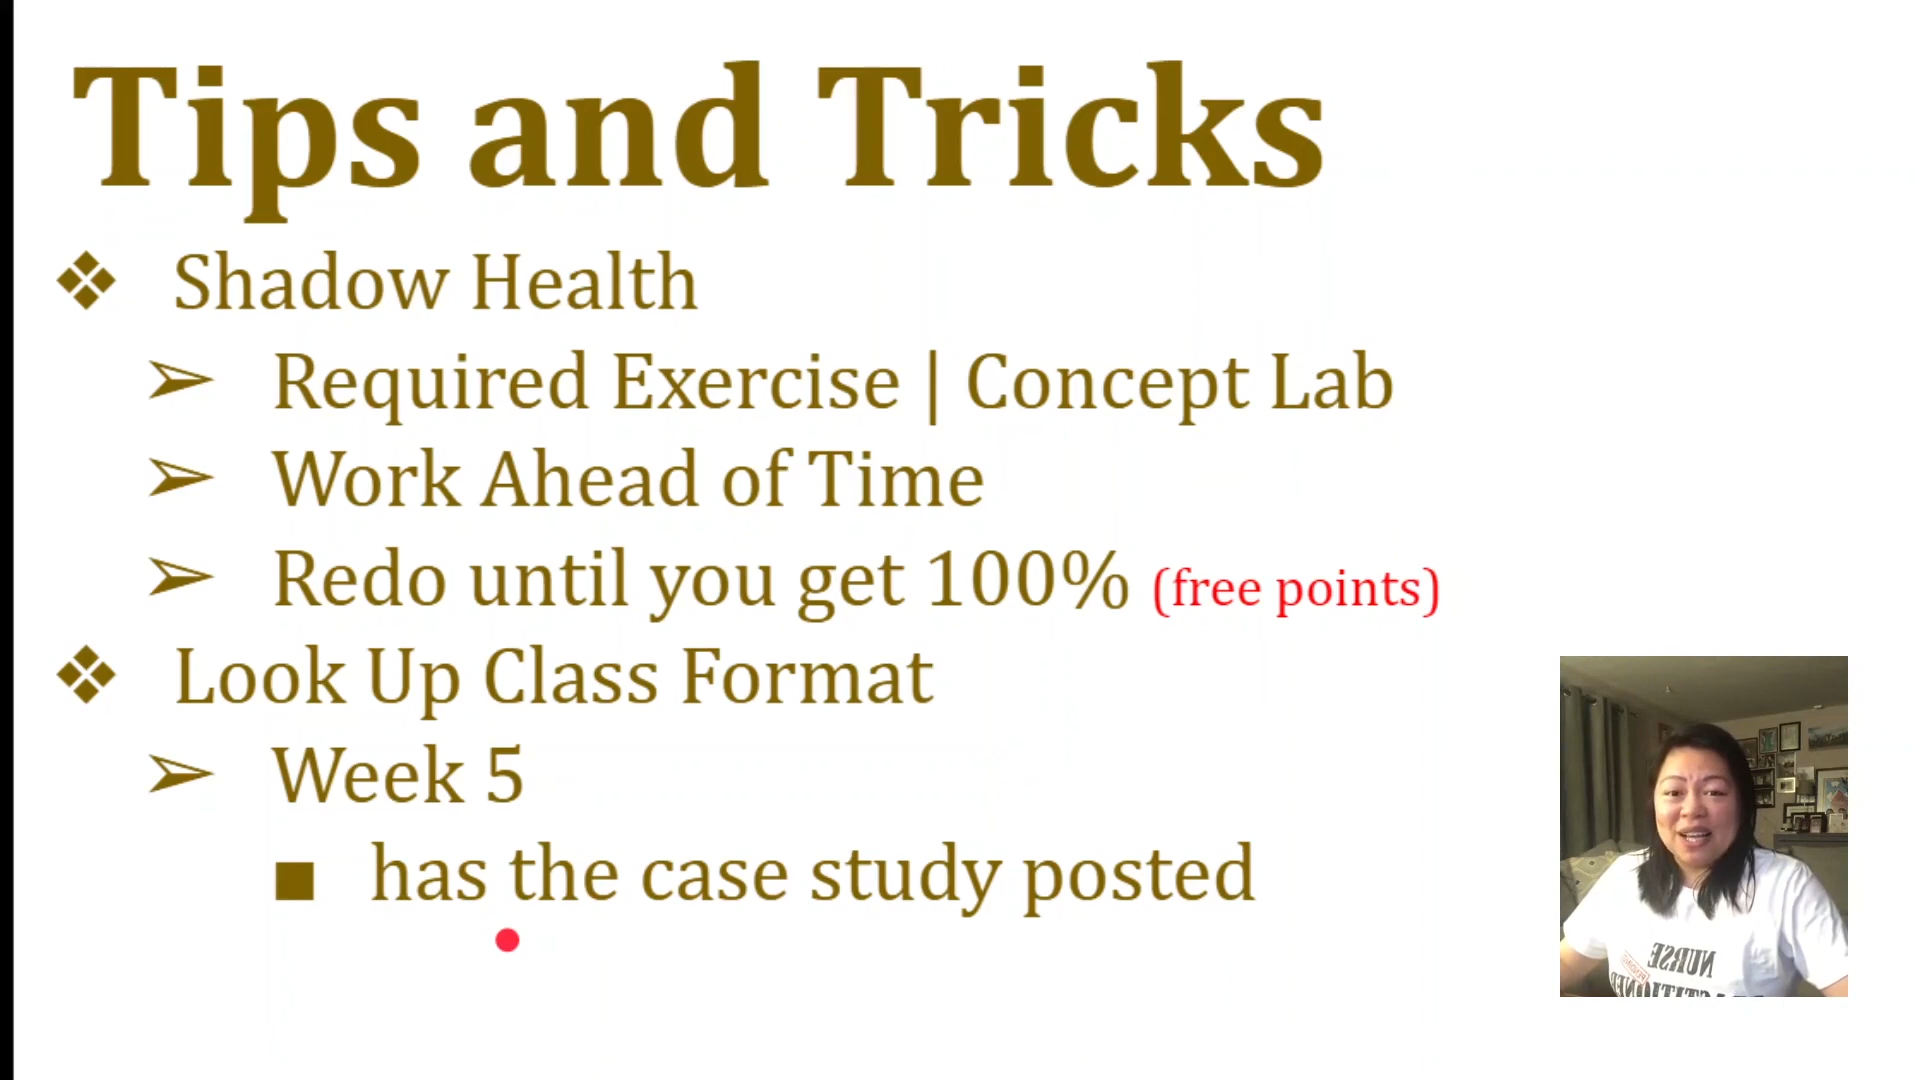 Tips and Tricks
❖ Shadow Health
➢ Required Exercise | Concept Lab
➢ Work Ahead of Time
➢ Redo until you get 100% (free points)
❖ Look Up Class Format
➢ Week 5
■ has the case study posted
NURSE
PENDING